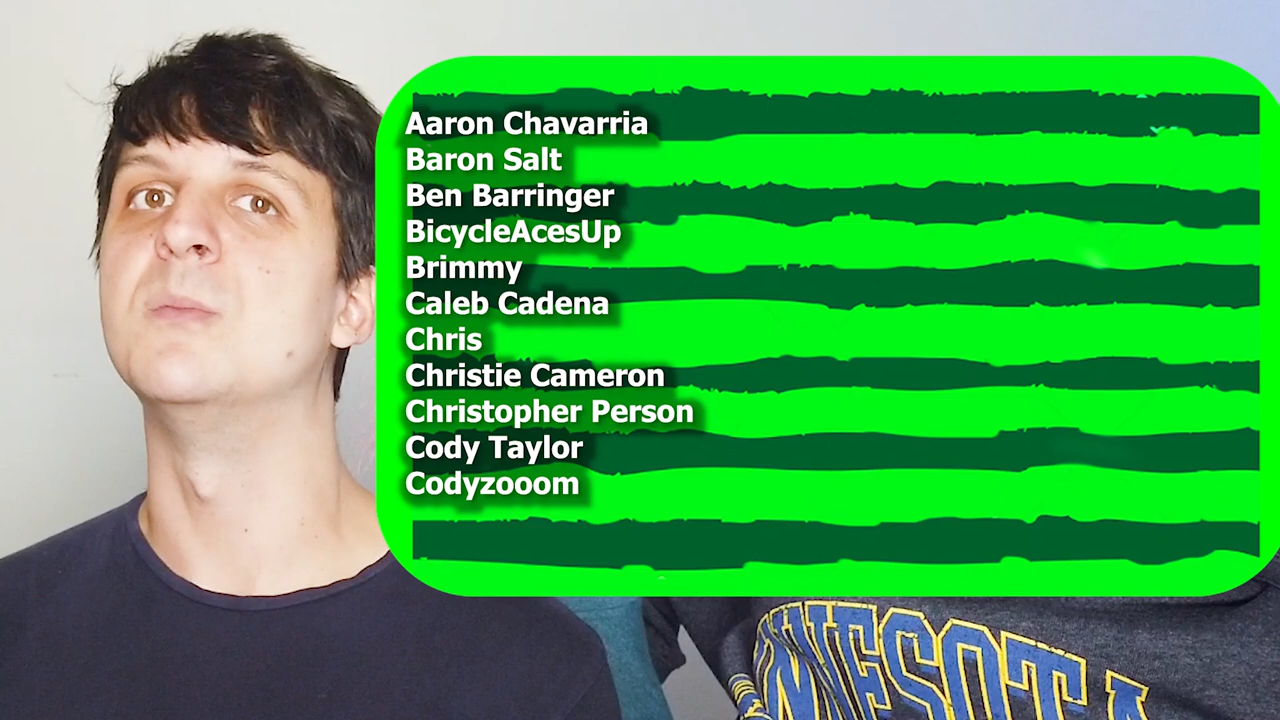 Aaron Chavarria
Baron Salt
Ben Barringer
BicycleAcesUp
Brimmy
Caleb Cadena
Chris
Christie Cameron
Christopher Person
Cody Taylor
Codyzooom